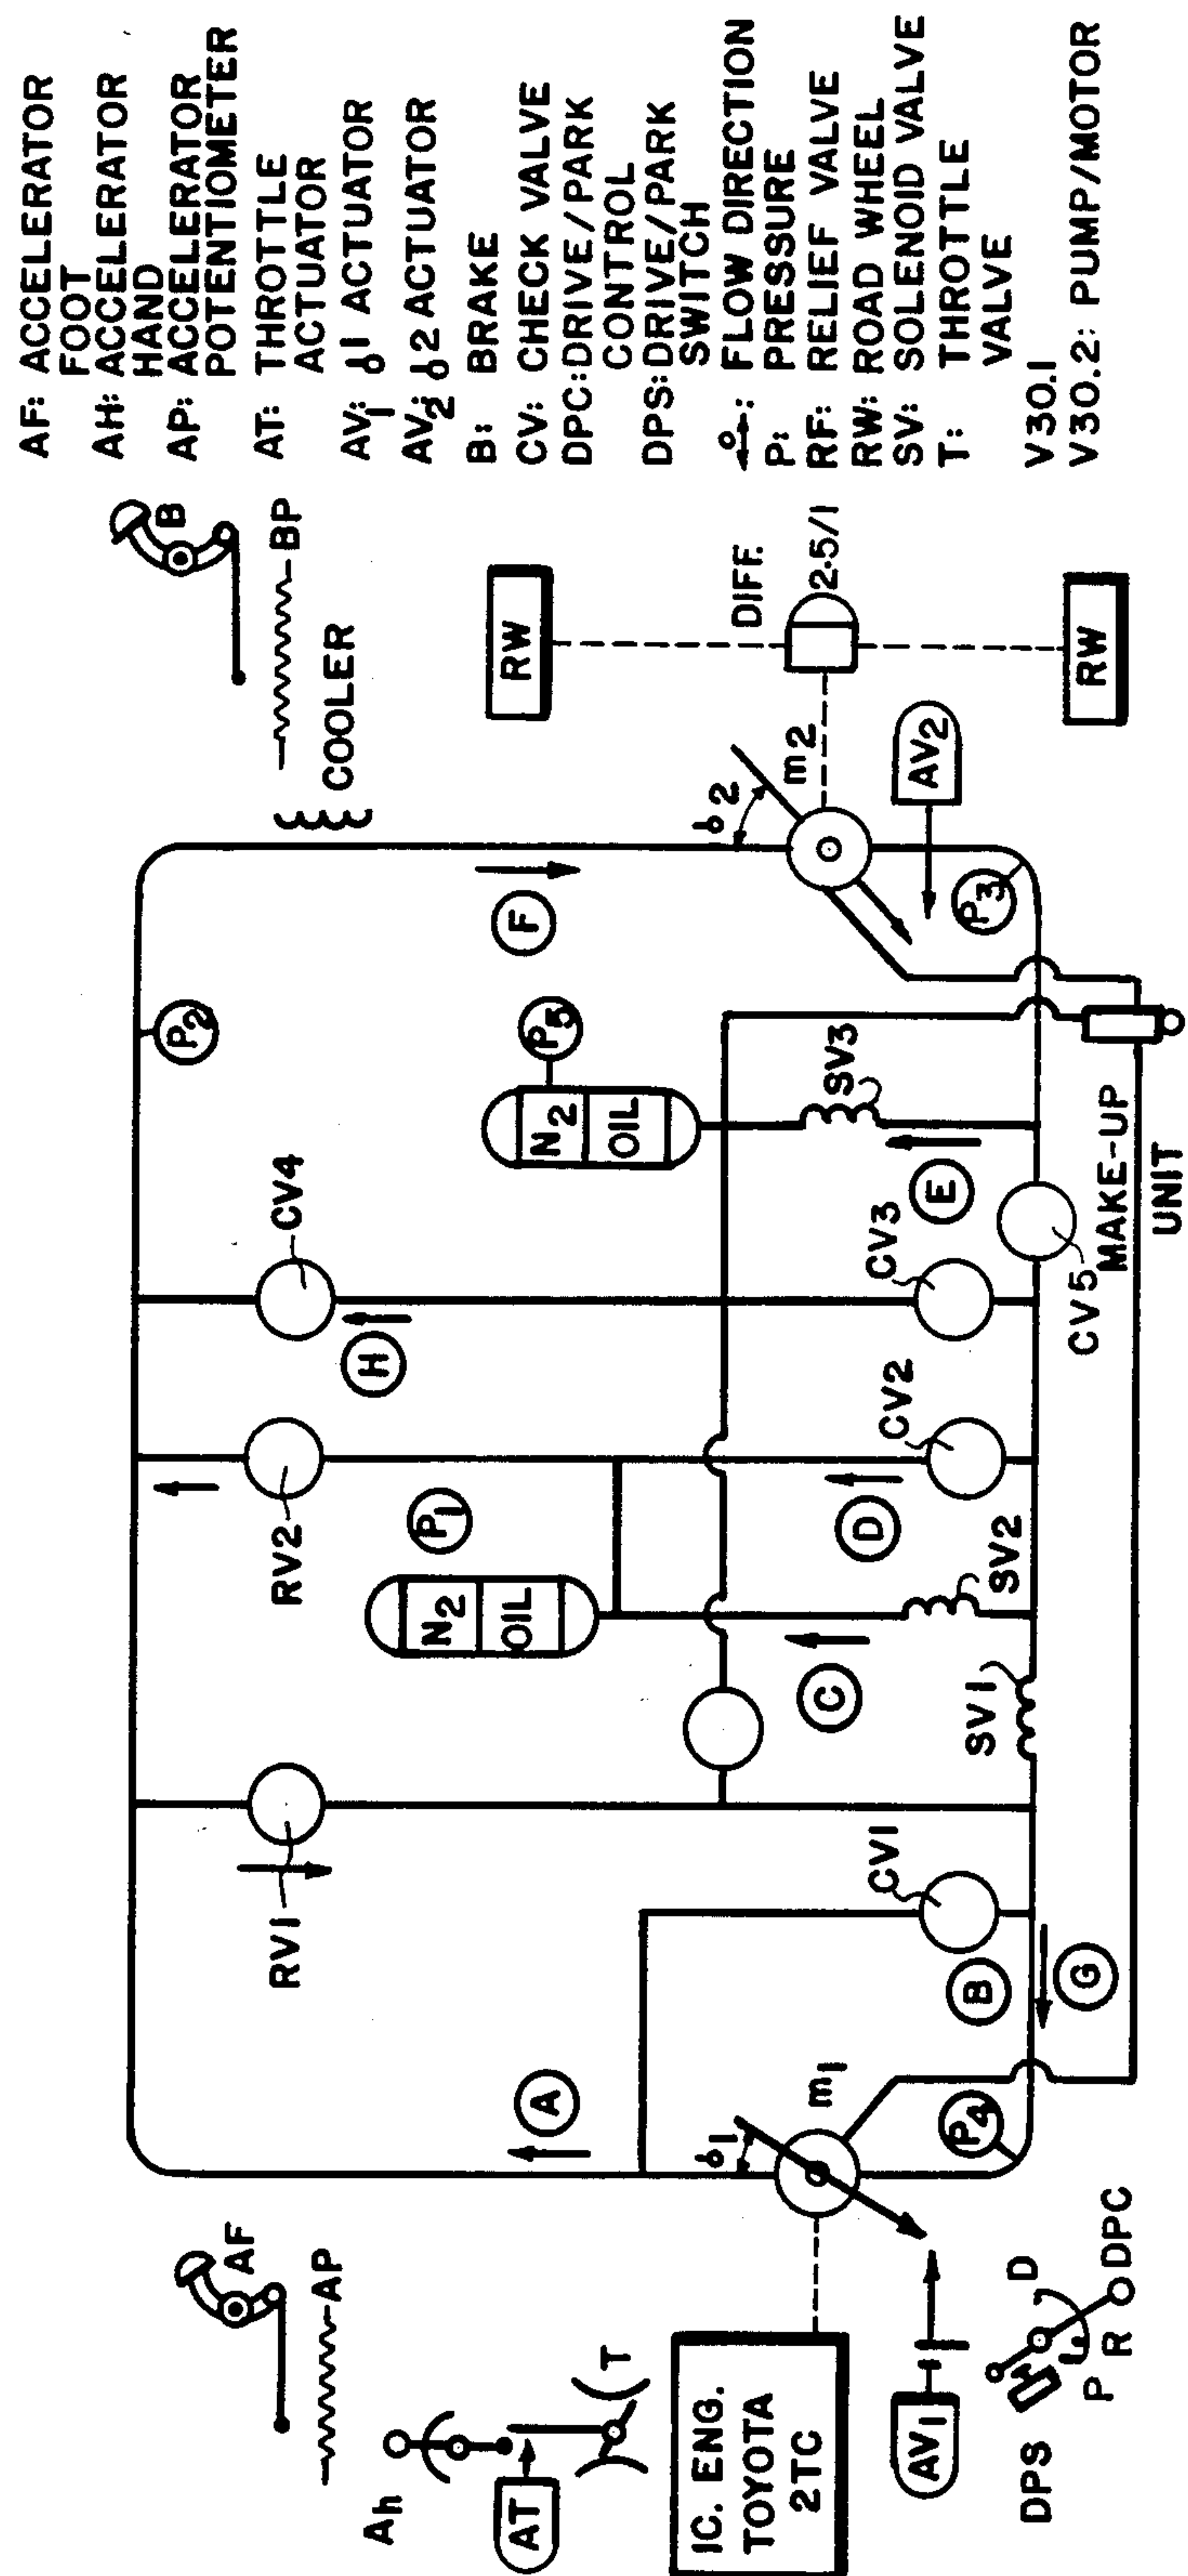 AF: ACCELERATOR
FOOT
AH: ACCELERATOR
HAND
AP: ACCELERATOR
POTENTIOMETER
AT: THROTTLE
ACTUATOR
AV1: 1 ACTUATOR
AV2: 2 ACTUATOR
B: BRAKE
CV: CHECK VALVE
DPC: DRIVE/PARK
CONTROL
DPS: DRIVE/PARK
SWITCH
: FLOW DIRECTION
P: PRESSURE
RF: RELIEF VALVE
RW: ROAD WHEEL
SV: SOLENOID VALVE
T: THROTTLE
VALVE
V30.1
V30.2: PUMP/MOTOR
B
BP
COOLER
RW
DIFF.
2.5/1
RW
m2
2
AV2
F
P3
P2
P5
N2
OIL
SV3
E
MAKE-UP
UNIT
CV4
H
CV3
CV5
RV2
P1
D
CV2
N2
OIL
C
SV2
SV1
RV1
CV1
B
G
A
1
m1
P4
AF
AP
Ah
AT
T
IC. ENG.
TOYOTA
2TC
AV1
DPS
D
P
R
DPC